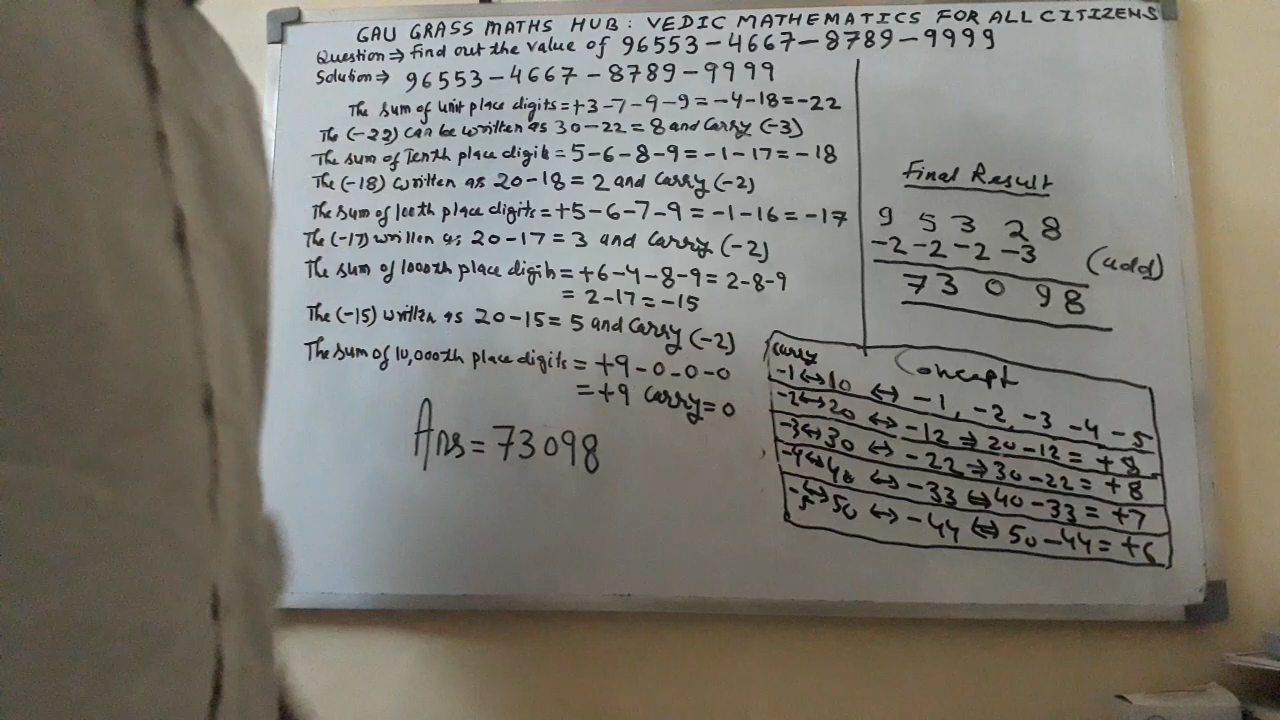 GAU GRASS MATHS HUB: VEDIC MATHEMATICS FOR ALL CITIZENS
Question⇒ find out the value of 96553-4667-8789-9999
Solution⇒ 96553-4667-8789-9999
The sum of unit place digits=+3-7-9-9=-4-18=-22
The (-22) can be written as 30-22=8 and carry (-3)
The sum of Tenth place digits=5-6-8-9=-1-17=-18
The (-18) written as 20-18=2 and carry (-2)
The sum of 100th place digits=+5-6-7-9=-1-16=-17
The (-17) written as 20-17=3 and carry (-2)
The sum of 1000th place digits=+6-4-8-9=2-8-9
=2-17=-15
The (-15) written as 20-15=5 and carry (-2)
The sum of 10,000th place digits=+9-0-0-0
=+9 carry=0
Ans=73098
Final Result
9 5 3 2 8
-2-2-2-3 (add)
7 3 0 9 8
carry Concept
-1↔10 ↔ -1, -2, -3 -4 -5
-2↔20 ↔ -12 ⇒ 20-12=+8
-3↔30 ↔ -22 ⇒ 30-22=+8
-4↔40 ↔ -33 ⇔ 40-33=+7
-5↔50 ↔ -44 ⇔ 50-44=+6